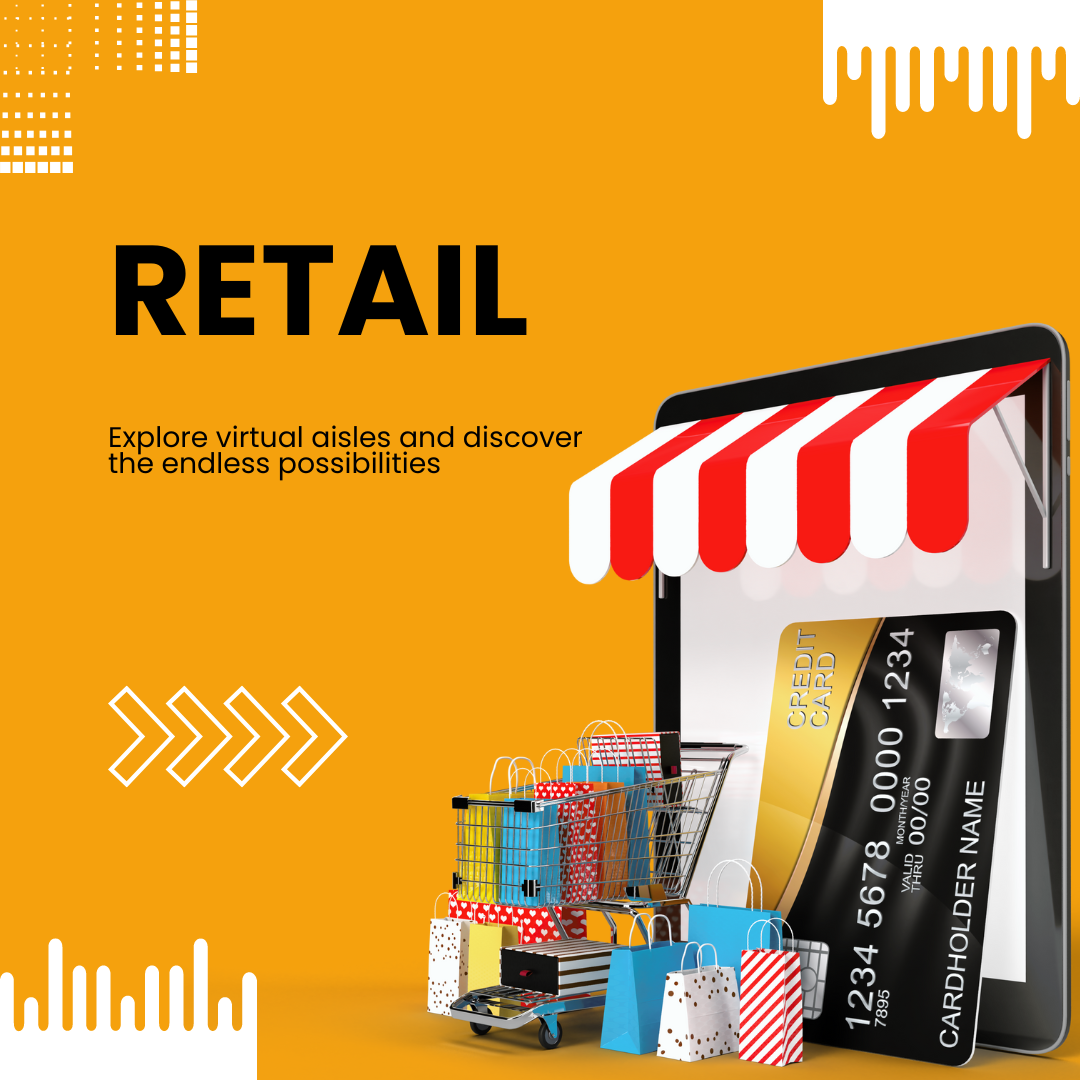 RETAIL
Explore virtual aisles and discover
the endless possibilities
CREDIT
CARD
1234 5678 0000 1234
7895
MONTH/YEAR
VALID
THRU
00/00
CARDHOLDER NAME